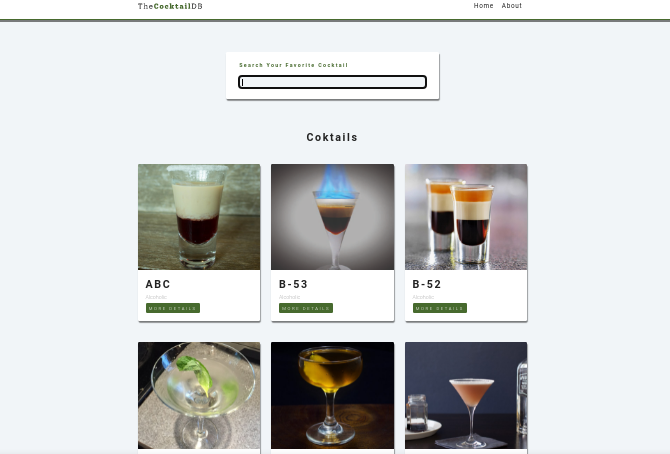 TheCocktailDB
Home About
Search Your Favorite Cocktail
Coktails
ABC
Alcoholic
MORE DETAILS
B-53
Alcoholic
MORE DETAILS
B-52
Alcoholic
MORE DETAILS